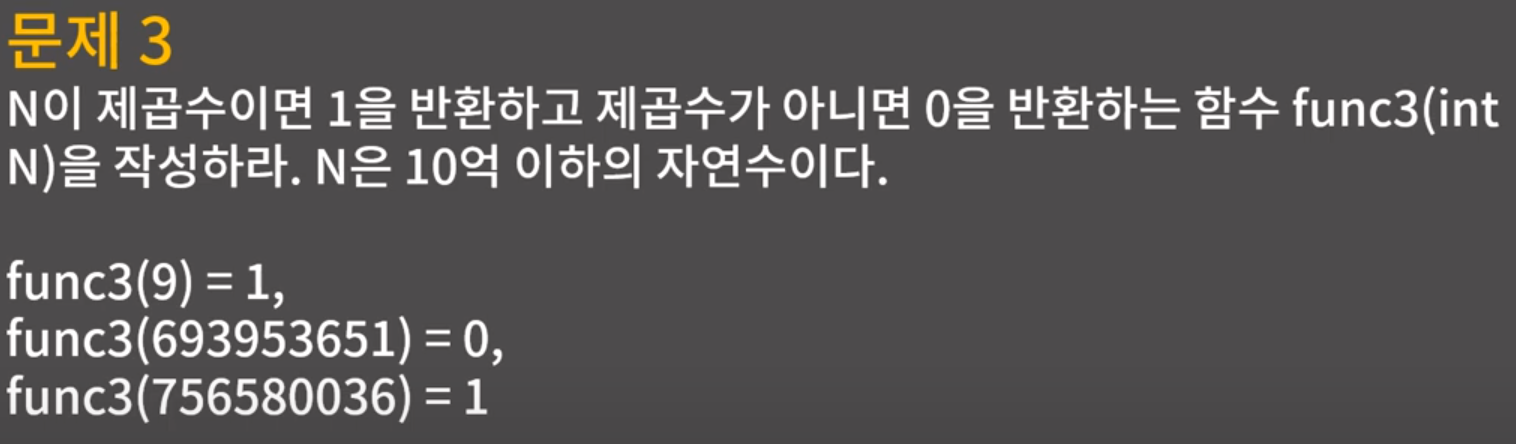 문제 3
N이 제곱수이면 1을 반환하고 제곱수가 아니면 0을 반환하는 함수 func3(int
N)을 작성하라. N은 10억 이하의 자연수이다.
func3(9) = 1,
func3(693953651) = 0,
func3(756580036) = 1